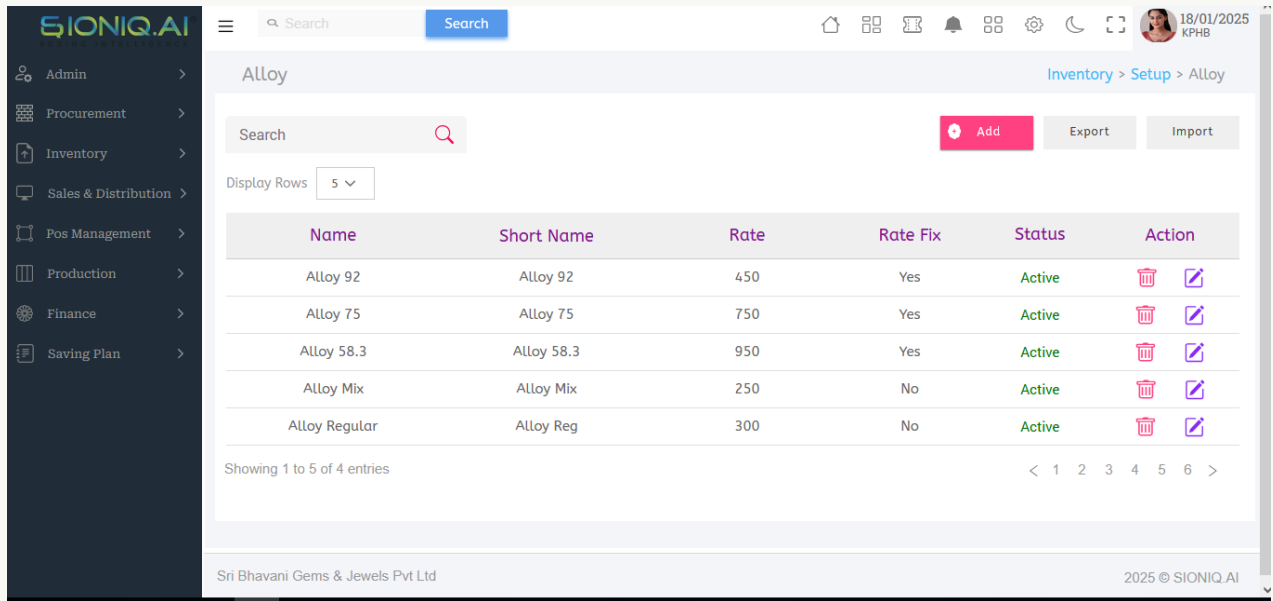 SIONIQ.AI
CODING INTELLIGENCE
Search
Search
18/01/2025
KPHB
Admin
Procurement
Inventory
Sales & Distribution
Pos Management
Production
Finance
Saving Plan
Alloy
Inventory > Setup > Alloy
Search
Add Export Import
Display Rows 5
Name Short Name Rate Rate Fix Status Action
Alloy 92 Alloy 92 450 Yes Active
Alloy 75 Alloy 75 750 Yes Active
Alloy 58.3 Alloy 58.3 950 Yes Active
Alloy Mix Alloy Mix 250 No Active
Alloy Regular Alloy Reg 300 No Active
Showing 1 to 5 of 4 entries
< 1 2 3 4 5 6 >
Sri Bhavani Gems & Jewels Pvt Ltd
2025 © SIONIQ.AI